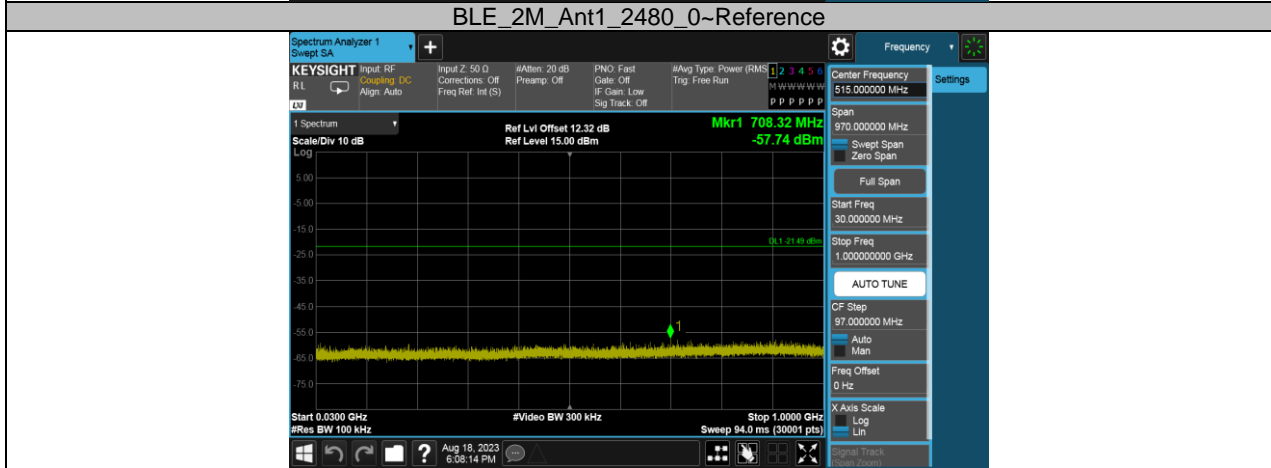 BLE_2M_Ant1_2480_0~Reference
Spectrum Analyzer 1
Swept SA
Frequency
KEYSIGHT
RL
LXI
Input: RF
Coupling: DC
Align: Auto
Input Z: 50 Ω
Corrections: Off
Freq Ref: Int (S)
#Atten: 20 dB
Preamp: Off
PNO: Fast
Gate: Off
IF Gain: Low
Sig Track: Off
#Avg Type: Power (RMS
Trig: Free Run
1 2 3 4 5 6
M W W W W W
P P P P P P
Center Frequency
515.000000 MHz
Settings
1 Spectrum
Ref Lvl Offset 12.32 dB
Mkr1 708.32 MHz
Scale/Div 10 dB
Ref Level 15.00 dBm
-57.74 dBm
Log
5.00
-5.00
-15.0
DL1 -21.49 dBm
-25.0
-35.0
-45.0
1
-55.0
-65.0
-75.0
Span
970.000000 MHz
Swept Span
Zero Span
Full Span
Start Freq
30.000000 MHz
Stop Freq
1.000000000 GHz
AUTO TUNE
CF Step
97.000000 MHz
Auto
Man
Freq Offset
0 Hz
X Axis Scale
Log
Lin
Signal Track
(Span Zoom)
Start 0.0300 GHz
#Video BW 300 kHz
Stop 1.0000 GHz
#Res BW 100 kHz
Sweep 94.0 ms (30001 pts)
?
Aug 18, 2023
6:08:14 PM